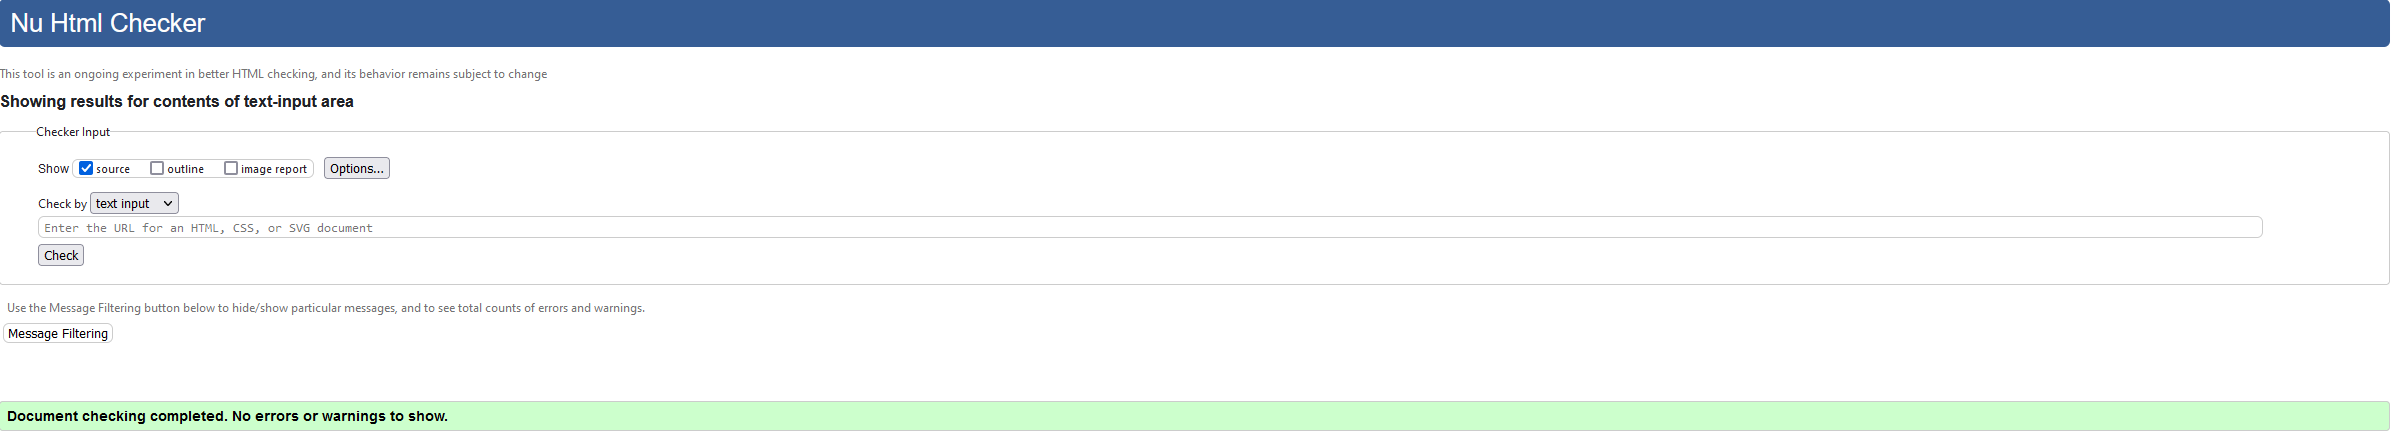 Nu Html Checker
This tool is an ongoing experiment in better HTML checking, and its behavior remains subject to change
Showing results for contents of text-input area
Checker Input
Show source outline image report Options...
Check by text input
Enter the URL for an HTML, CSS, or SVG document
Check
Use the Message Filtering button below to hide/show particular messages, and to see total counts of errors and warnings.
Message Filtering
Document checking completed. No errors or warnings to show.